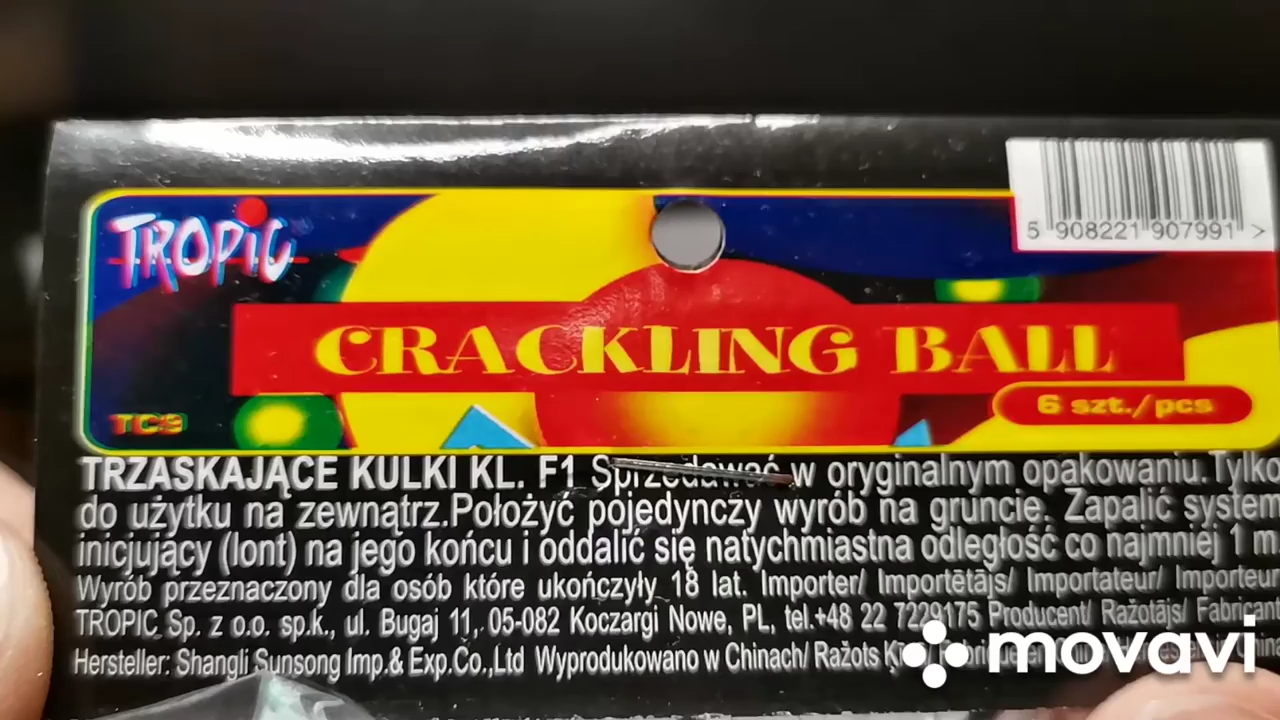 TROPIC
5 908221 907991 >
CRACKLING BALL
6 szt./pcs
TC9
TRZASKAJĄCE KULKI KL. F1 Sprzedawać w oryginalnym opakowaniu. Tylko
do użytku na zewnątrz.Położyć pojedynczy wyrób na gruncie. Zapalić system
inicjujący (lont) na jego końcu i oddalić się natychmiastna odległość co najmniej 1 m
Wyrób przeznaczony dla osób które ukończyły 18 lat. Importer/ Importētājs/ Importateur/ Importeur
TROPIC Sp. z o.o. sp.k., ul. Bugaj 11, 05-082 Koczargi Nowe, PL, tel.+48 22 7229175 Producent/ Ražotājs/ Fabricant
Hersteller: Shangli Sunsong Imp.& Exp.Co.,Ltd Wyprodukowano w Chinach/ Ražots
movavi